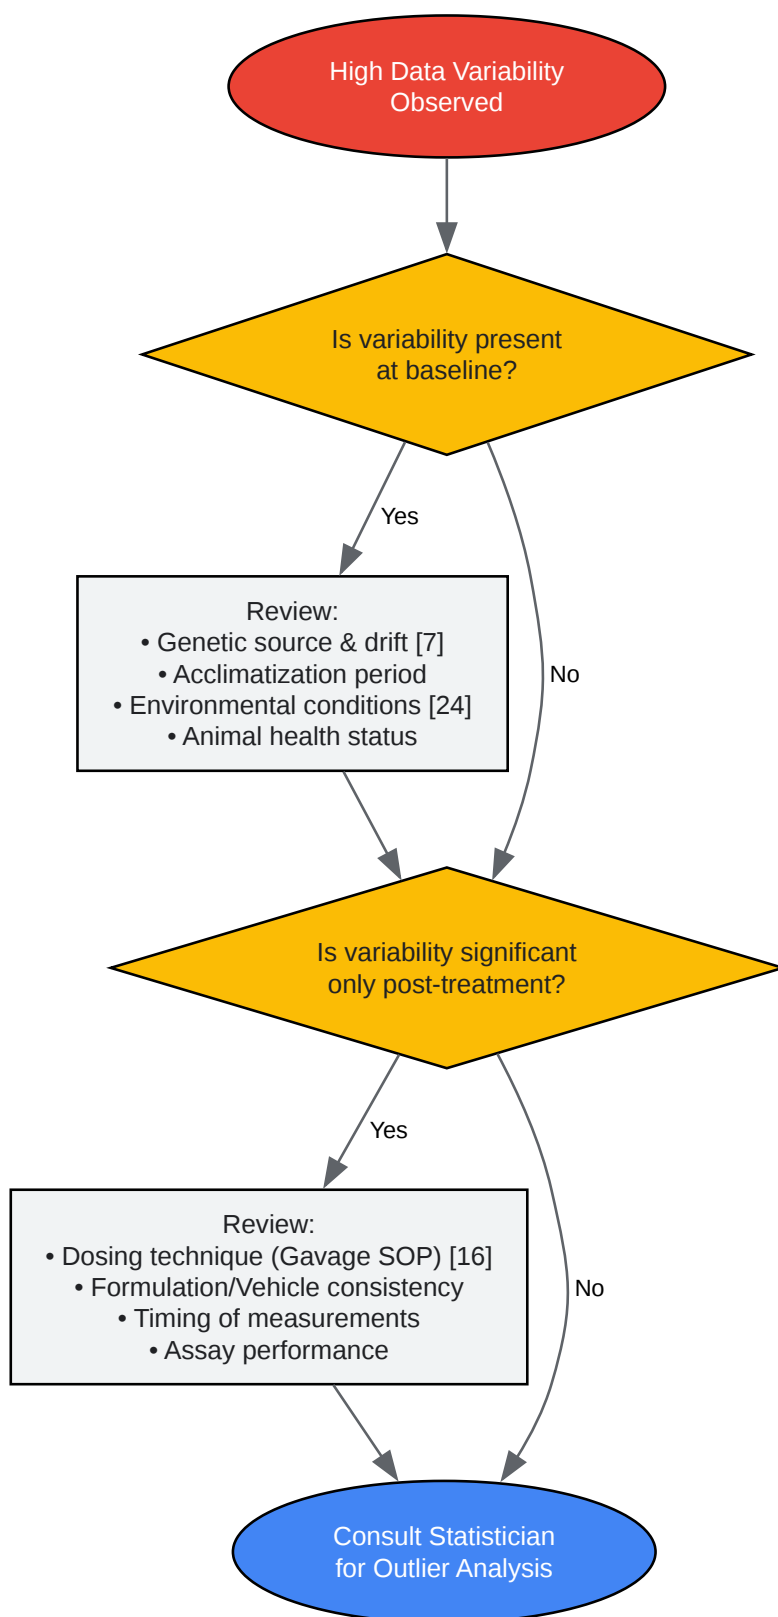 High Data Variability
Observed
Is variability present
at baseline?
Yes
Review:
• Genetic source & drift [7]
• Acclimatization period
• Environmental conditions [24]
• Animal health status
No
Is variability significant
only post-treatment?
Yes
Review:
• Dosing technique (Gavage SOP) [16]
• Formulation/Vehicle consistency
• Timing of measurements
• Assay performance
No
Consult Statistician
for Outlier Analysis